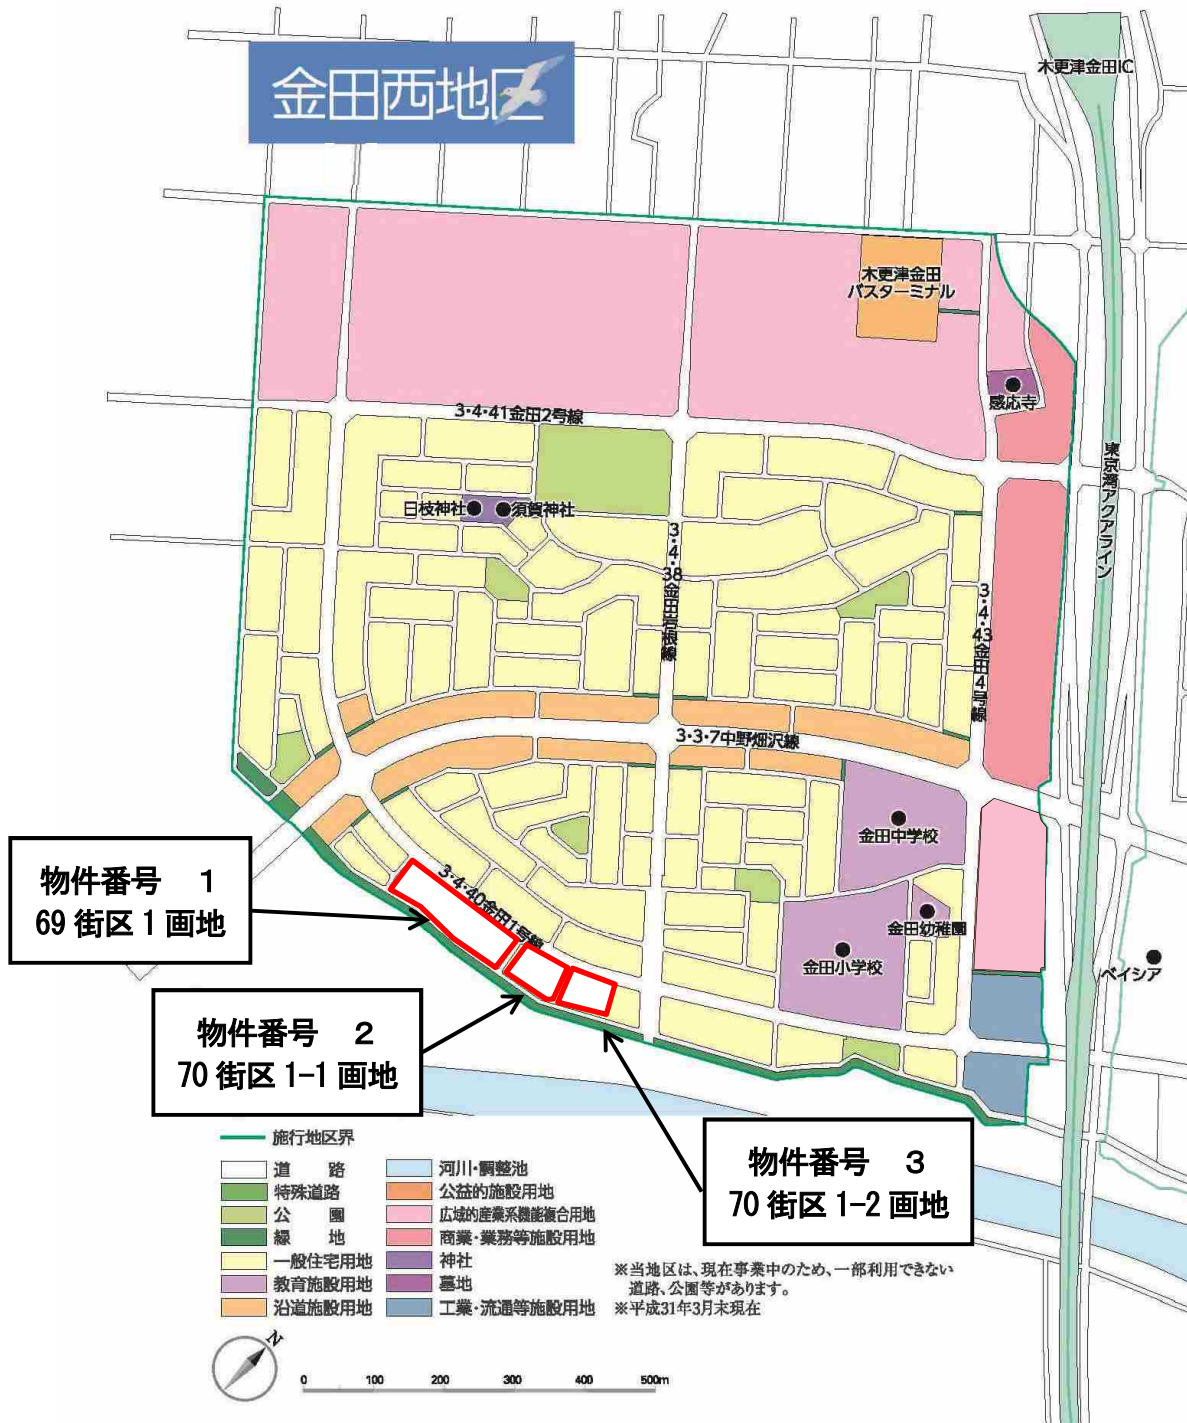 金田西地区
木更津金田IC
木更津金田
バスターミナル
感応寺
3・4・41金田2号線
日枝神社
須賀神社
3・4・38金田岩根線
東京湾アクアライン
3・4・43金田4号線
3・3・7中野畑沢線
金田中学校
3・4・40金田1号線
金田幼稚園
金田小学校
ベイシア
物件番号 1
69街区1画地
物件番号 2
70街区1-1画地
物件番号 3
70街区1-2画地
施行地区界
道 路
特殊道路
公 園
緑 地
一般住宅用地
教育施設用地
沿道施設用地
河川・調整池
公益的施設用地
広域的産業系機能複合用地
商業・業務等施設用地
神社
墓地
工業・流通等施設用地
※当地区は、現在事業中のため、一部利用できない
道路、公園等があります。
※平成31年3月末現在
N
0 100 200 300 400 500m